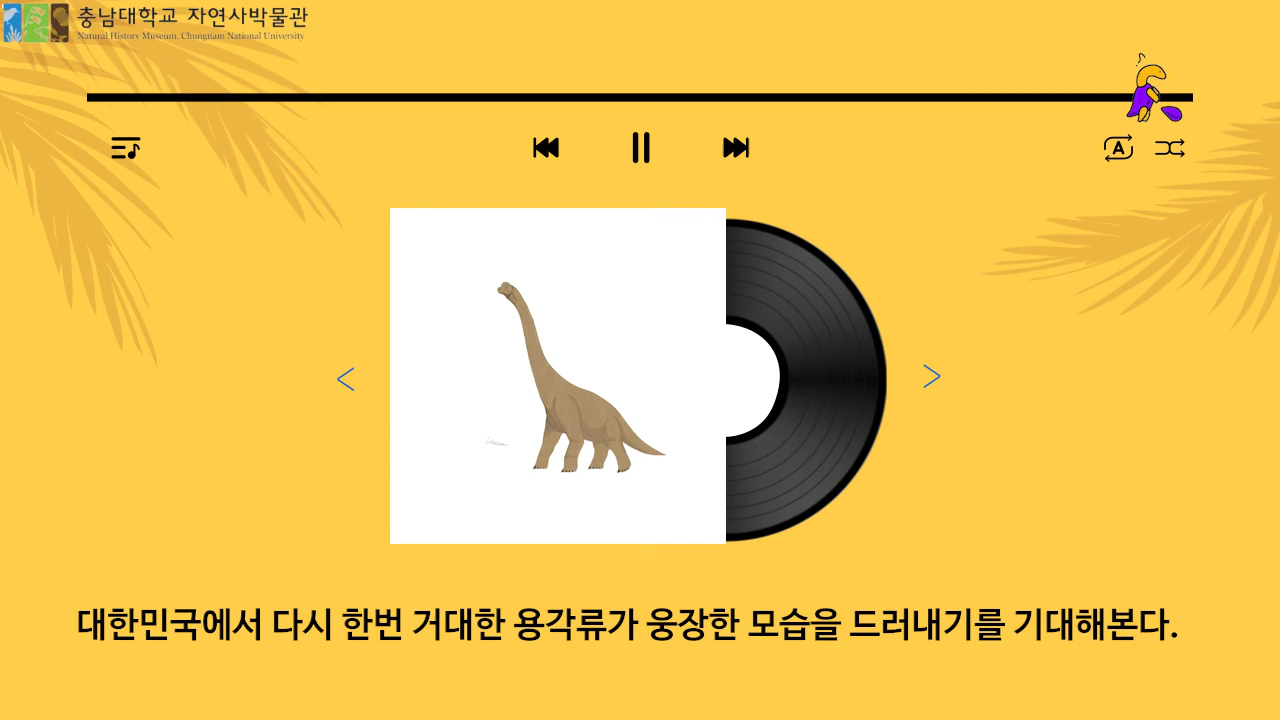 충남대학교 자연사박물관
Natural History Museum. Chungnam National University
A
대한민국에서 다시 한번 거대한 용각류가 웅장한 모습을 드러내기를 기대해본다.